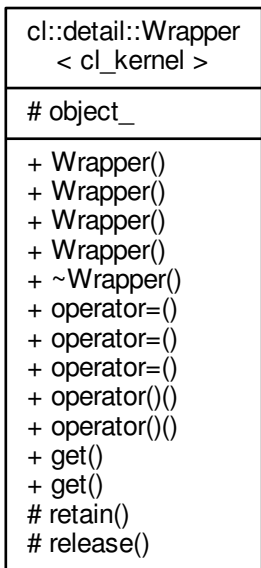 cl::detail::Wrapper
< cl_kernel >
# object_
+ Wrapper()
+ Wrapper()
+ Wrapper()
+ Wrapper()
+ ~Wrapper()
+ operator=()
+ operator=()
+ operator=()
+ operator()()
+ operator()()
+ get()
+ get()
# retain()
# release()